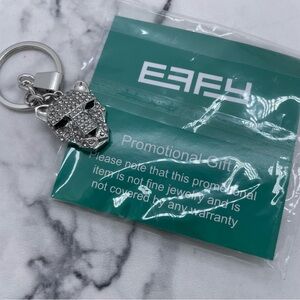 EFFY
Promotional Gift
Please note that this promotional
item is not fine jewelry and is
not covered by any warranty